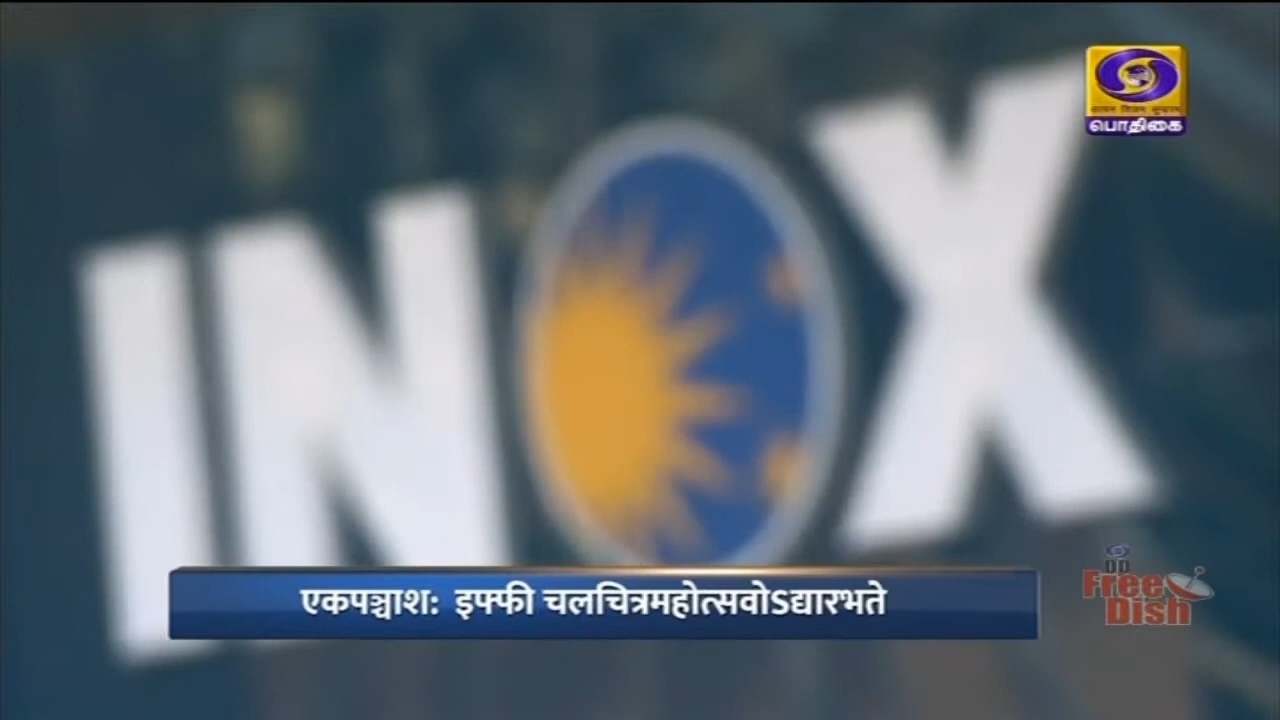 INOX
பொதிகை
एकपञ्चाशः इफ्फी चलचित्रमहोत्सवोऽद्यारभते
DD
Free
Dish